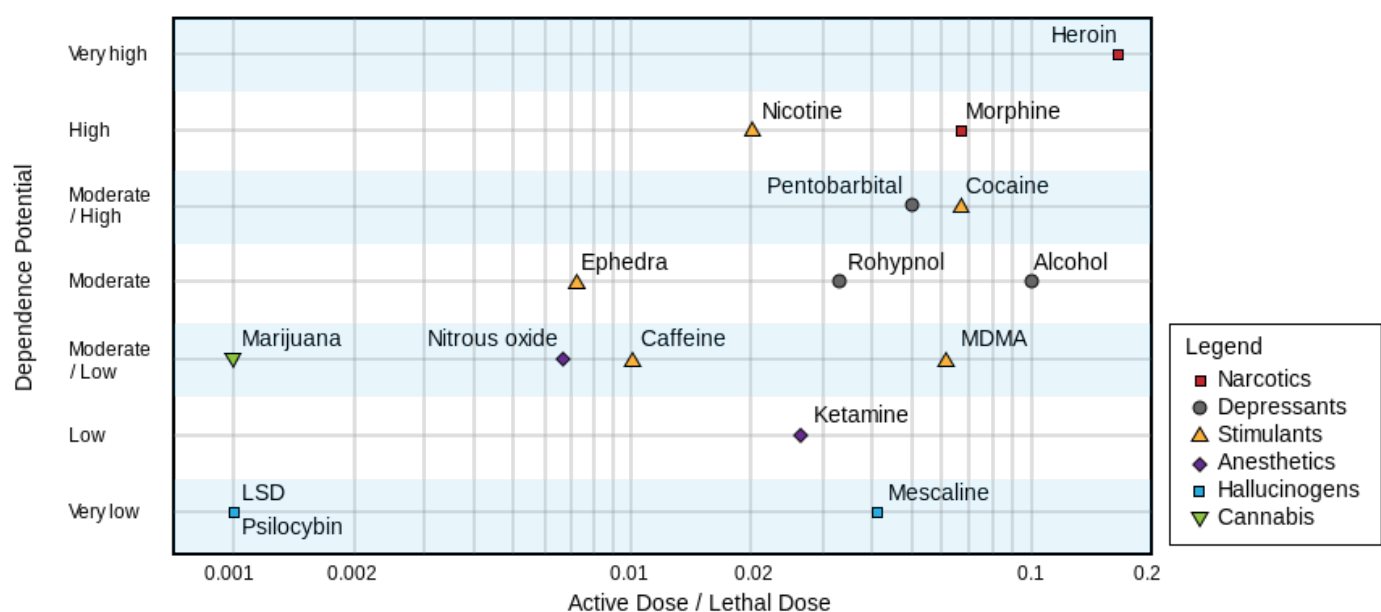 Heroin
Very high
Nicotine
Morphine
High
Pentobarbital
Cocaine
Moderate
/ High
Ephedra
Rohypnol
Alcohol
Moderate
Marijuana
Nitrous oxide
Caffeine
MDMA
Moderate
/ Low
Ketamine
Low
LSD
Psilocybin
Mescaline
Very low
Dependence Potential
0.001
0.002
0.01
0.02
0.1
0.2
Active Dose / Lethal Dose
Legend
Narcotics
Depressants
Stimulants
Anesthetics
Hallucinogens
Cannabis